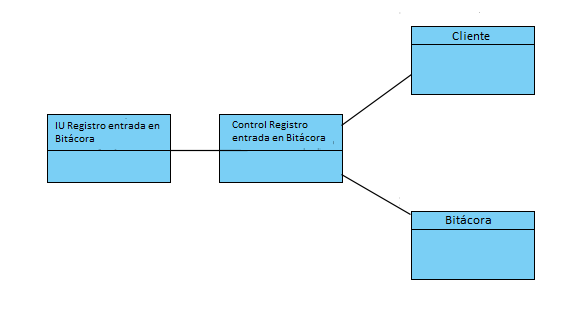 Cliente
IU Registro entrada en
Bitácora
Control Registro
entrada en Bitácora
Bitácora